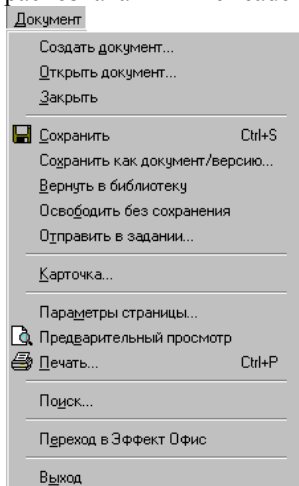 Документ
Создать документ...
Открыть документ...
Закрыть
Сохранить Ctrl+S
Сохранить как документ/версию...
Вернуть в библиотеку
Освободить без сохранения
Отправить в задании...
Карточка...
Параметры страницы...
Предварительный просмотр
Печать... Ctrl+P
Поиск...
Переход в Эффект Офис
Выход